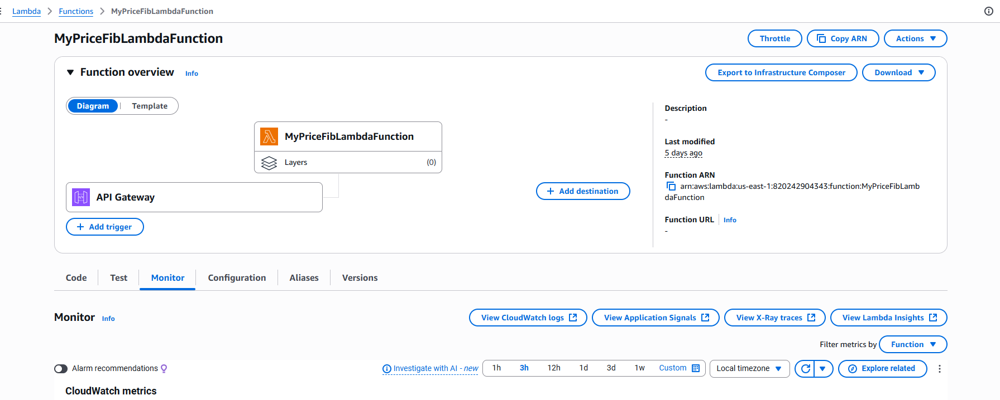 Lambda > Functions > MyPriceFibLambdaFunction
MyPriceFibLambdaFunction
Throttle
Copy ARN
Actions
Function overview Info
Export to Infrastructure Composer
Download
Diagram
Template
MyPriceFibLambdaFunction
Layers (0)
API Gateway
+ Add trigger
+ Add destination
Description
-
Last modified
5 days ago
Function ARN
arn:aws:lambda:us-east-1:820242904343:function:MyPriceFibLamb
daFunction
Function URL Info
-
Code
Test
Monitor
Configuration
Aliases
Versions
Monitor Info
View CloudWatch logs
View Application Signals
View X-Ray traces
View Lambda Insights
Filter metrics by Function
Alarm recommendations
Investigate with AI - new
1h 3h 12h 1d 3d 1w Custom
Local timezone
Explore related
CloudWatch metrics